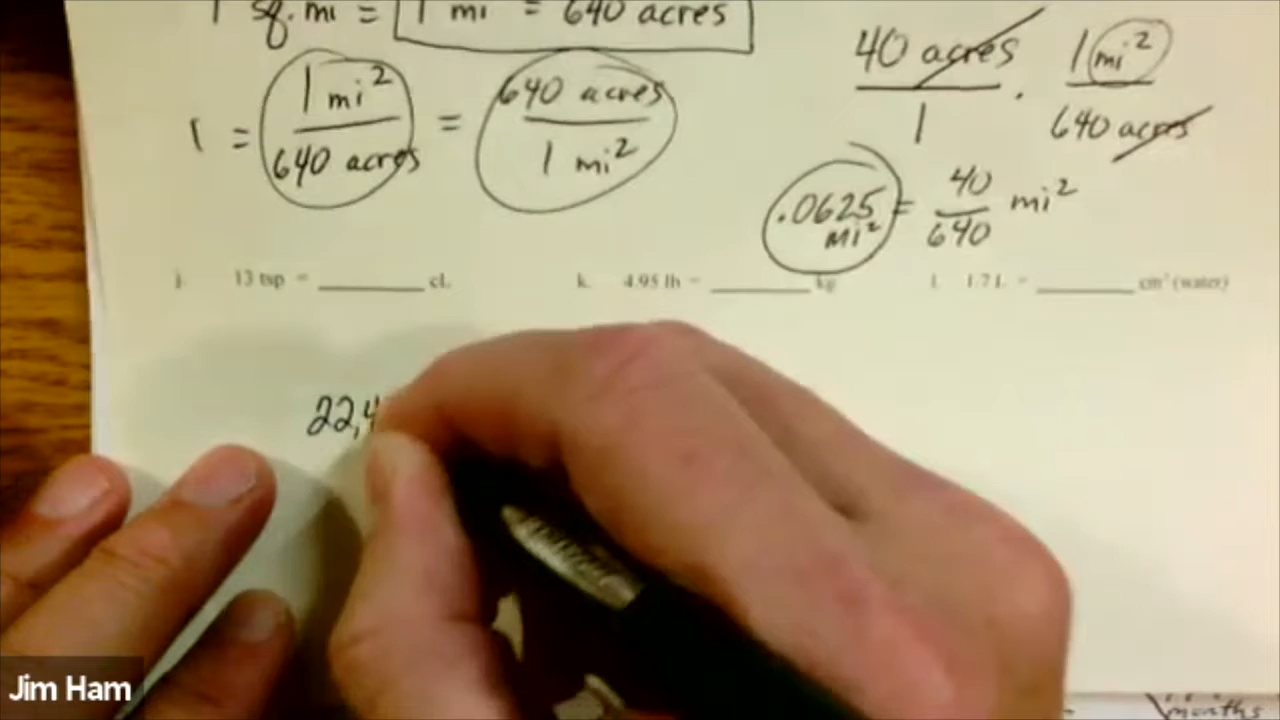 1 sq. mi = 1 mi² = 640 acres
1 = 1 mi² / 640 acres = 640 acres / 1 mi²
40 acres / 1 · 1 mi² / 640 acres
.0625 mi² = 40 / 640 mi²
j. 13 tsp = ________ cL
k. 4.95 lb = ________ kg
l. 1.7 L = ________ cm³ (water)
22,4
Jim Ham
months